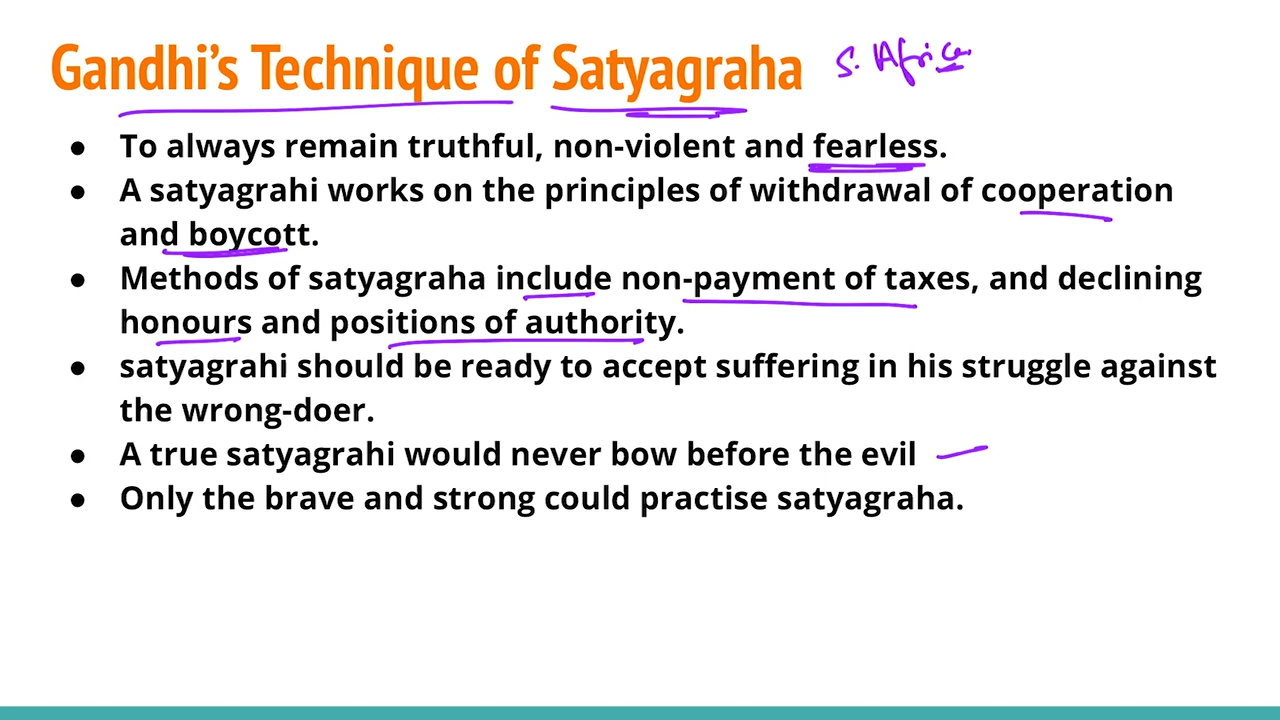 Gandhi's Technique of Satyagraha S. Africa
● To always remain truthful, non-violent and fearless.
● A satyagrahi works on the principles of withdrawal of cooperation
and boycott.
● Methods of satyagraha include non-payment of taxes, and declining
honours and positions of authority.
● satyagrahi should be ready to accept suffering in his struggle against
the wrong-doer.
● A true satyagrahi would never bow before the evil
● Only the brave and strong could practise satyagraha.